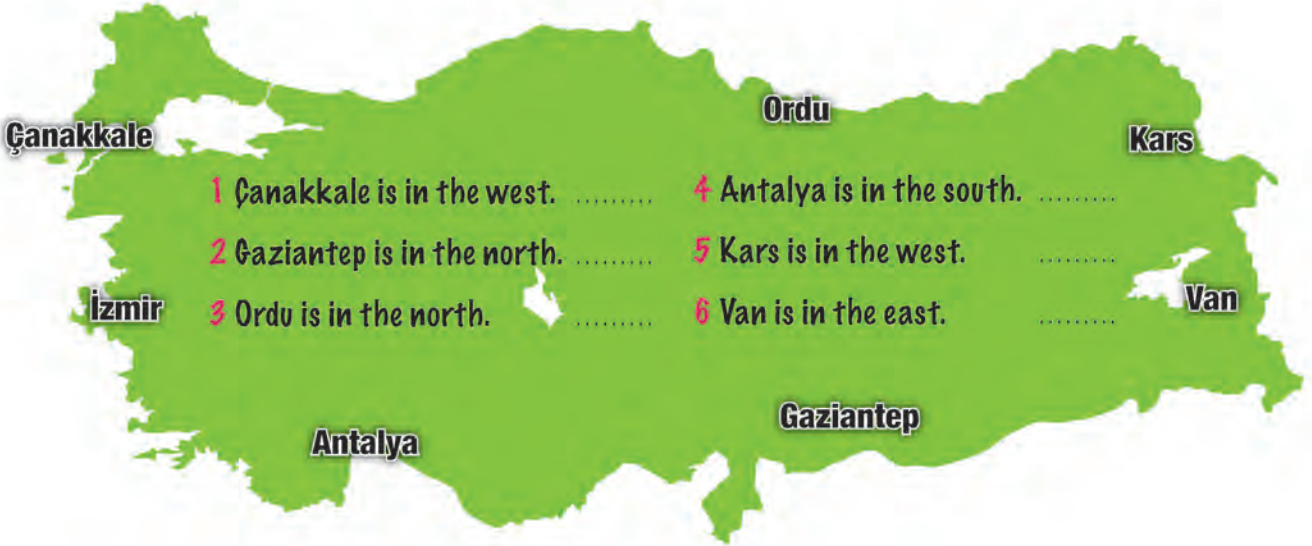 Ordu
Çanakkale
Kars
1 Çanakkale is in the west. .........
2 Gaziantep is in the north. .........
3 Ordu is in the north. .........
4 Antalya is in the south. .........
5 Kars is in the west. .........
6 Van is in the east. .........
İzmir
Van
Gaziantep
Antalya